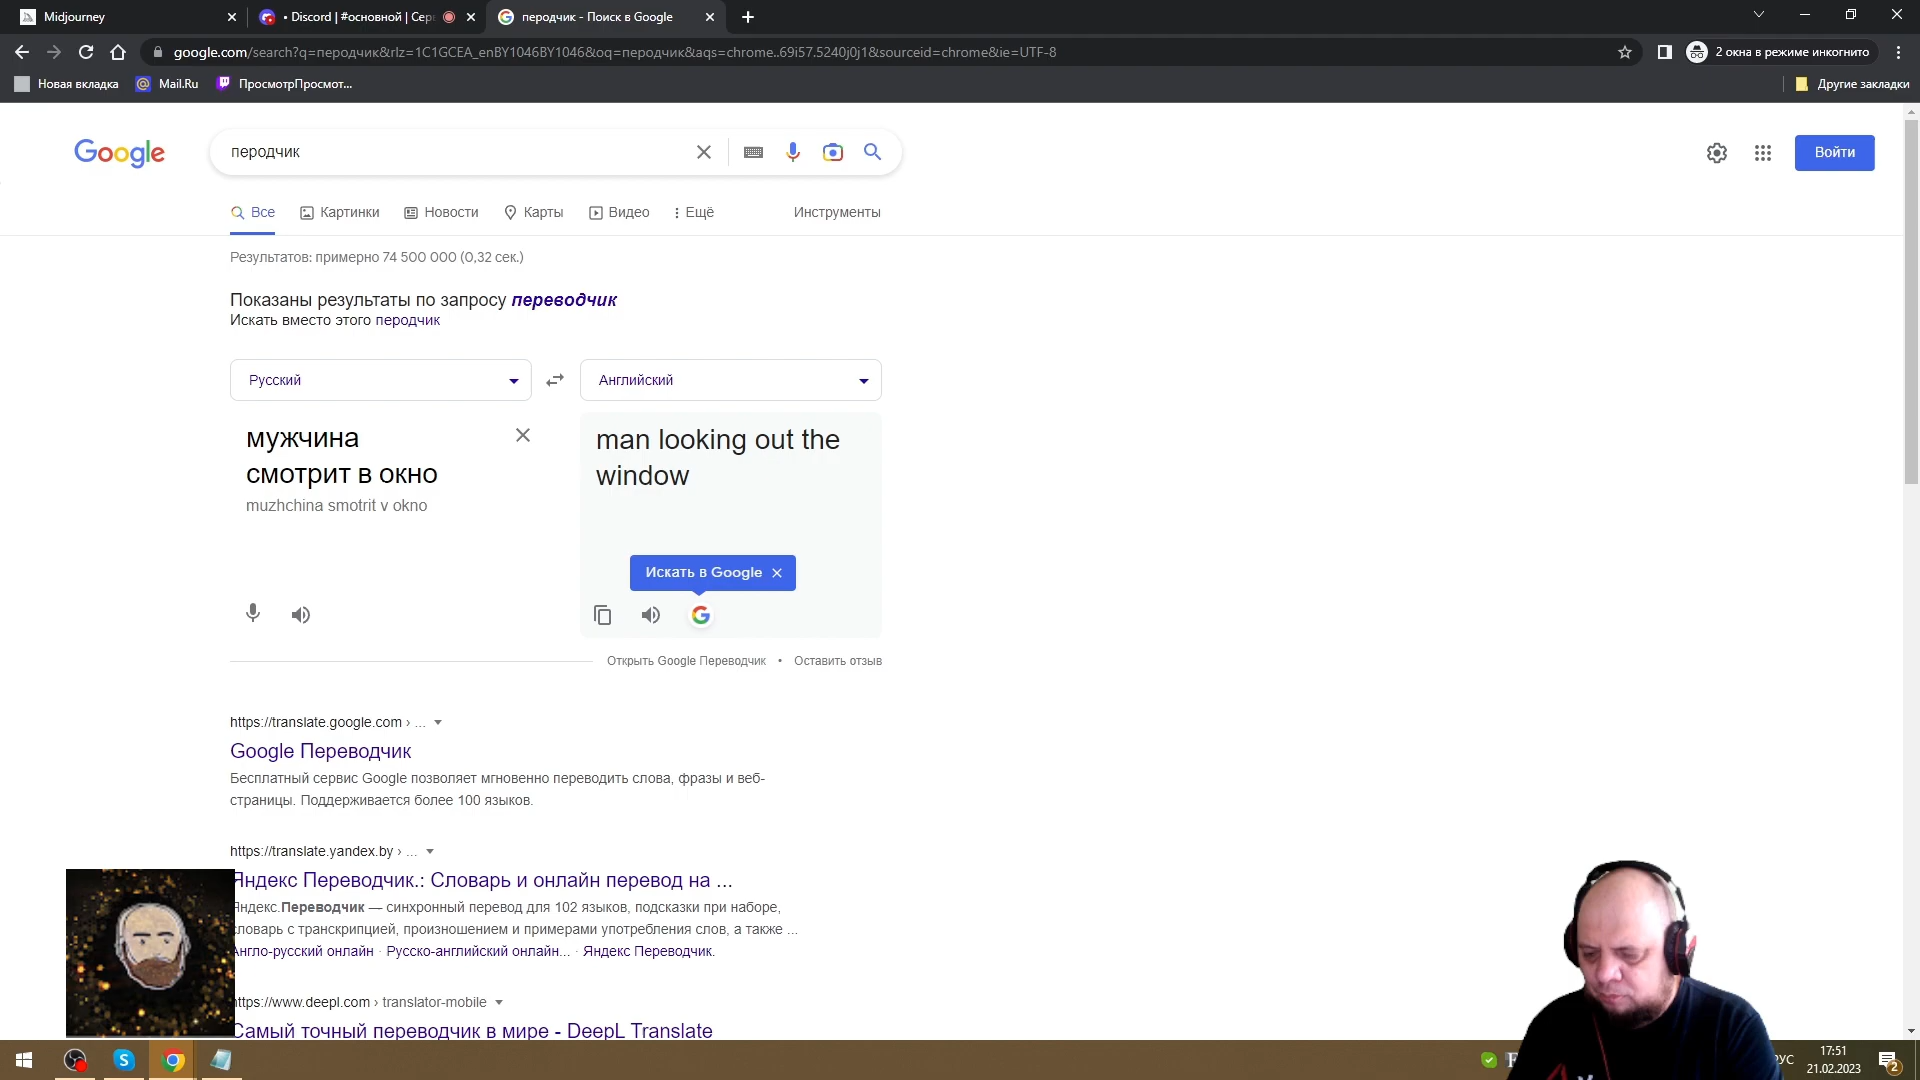 Midjourney
• Discord | #основной | Сер
перодчик - Поиск в Google
google.com/search?q=перодчик&rlz=1C1GCEA_enBY1046BY1046&oq=перодчик&aqs=chrome..69i57.5240j0j1&sourceid=chrome&ie=UTF-8
2 окна в режиме инкогнито
Новая вкладка
Mail.Ru
ПросмотрПросмот...
Другие закладки
Google
перодчик
Войти
Все
Картинки
Новости
Карты
Видео
Ещё
Инструменты
Результатов: примерно 74 500 000 (0,32 сек.)
Показаны результаты по запросу переводчик
Искать вместо этого перодчик
Русский
Английский
мужчина
смотрит в окно
muzhchina smotrit v okno
man looking out the
window
Искать в Google
Открыть Google Переводчик • Оставить отзыв
https://translate.google.com › ...
Google Переводчик
Бесплатный сервис Google позволяет мгновенно переводить слова, фразы и веб-
страницы. Поддерживается более 100 языков.
https://translate.yandex.by › ...
Яндекс Переводчик.: Словарь и онлайн перевод на ...
Яндекс.Переводчик — синхронный перевод для 102 языков, подсказки при наборе,
словарь с транскрипцией, произношением и примерами употребления слов, а также ...
Англо-русский онлайн · Русско-английский онлайн... · Яндекс Переводчик.
https://www.deepl.com › translator-mobile
Самый точный переводчик в мире - DeepL Translate
РУС
17:51
21.02.2023
2